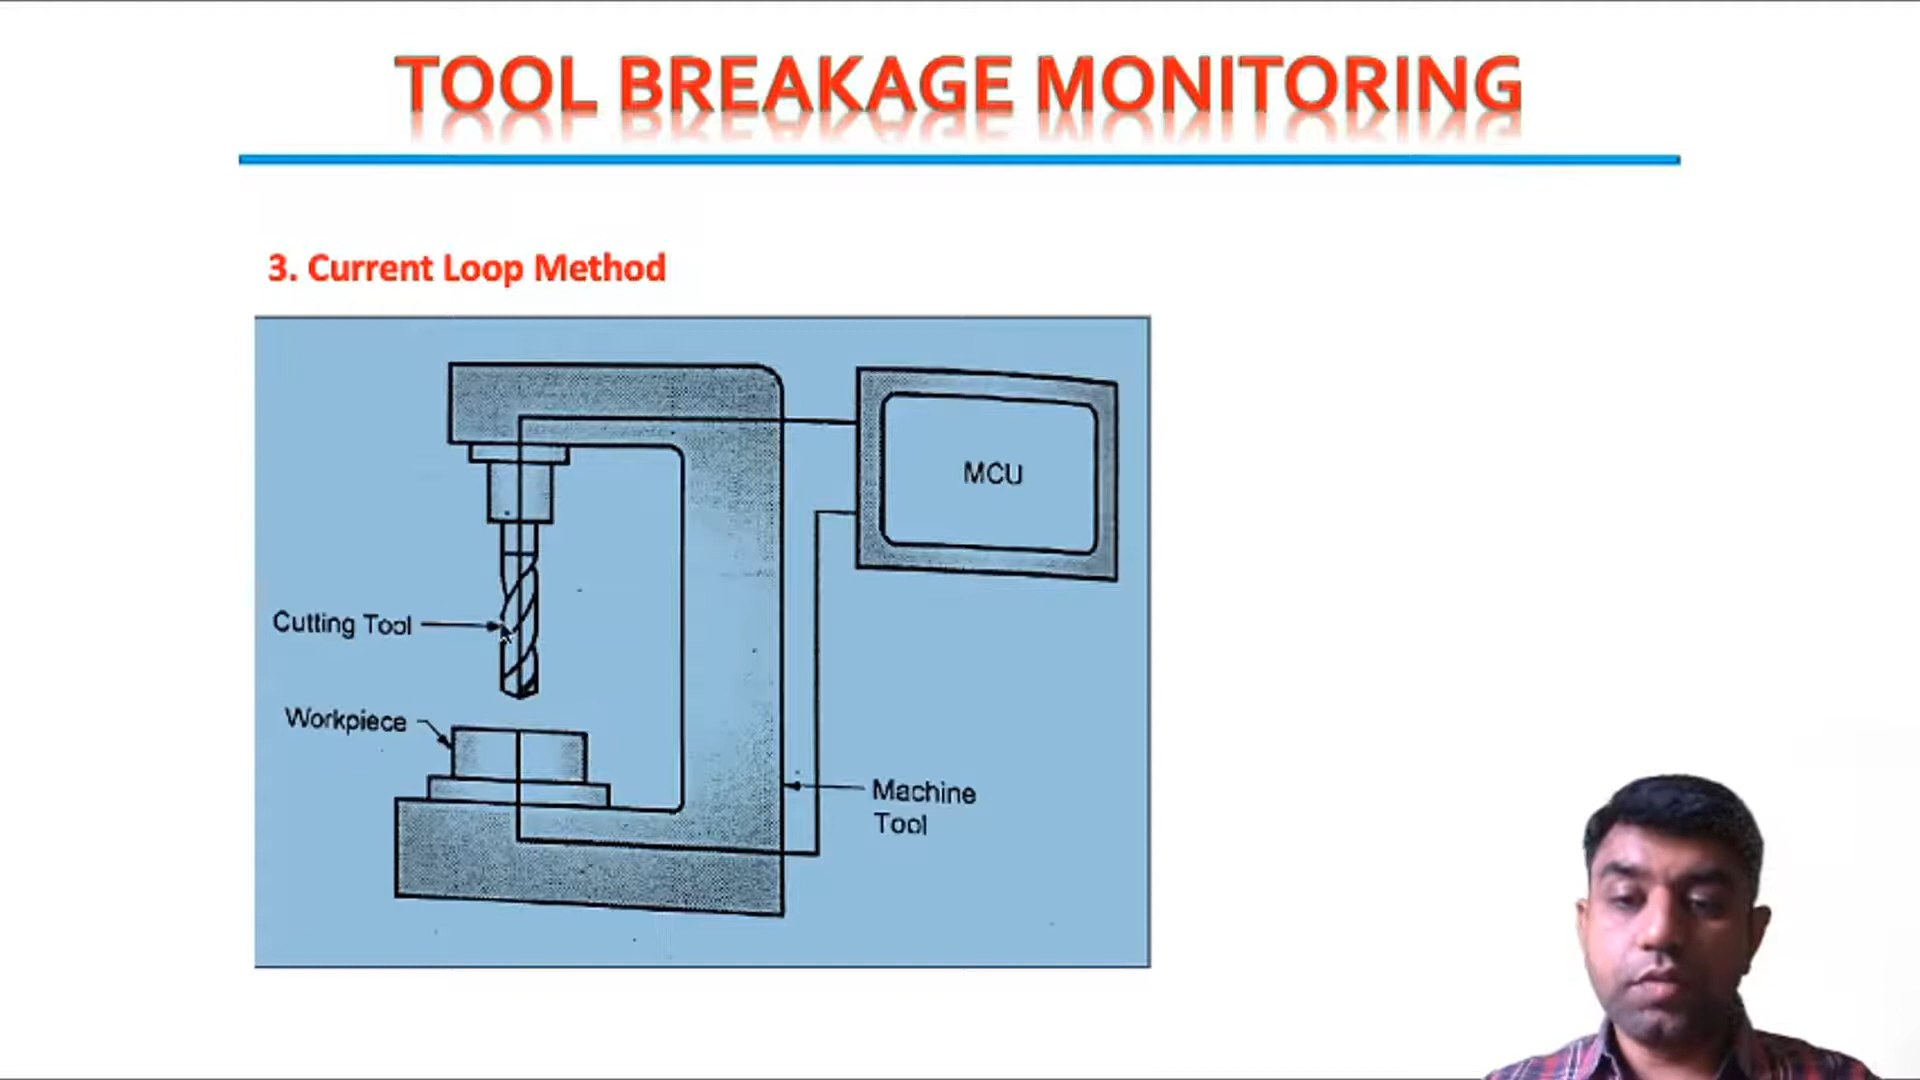 TOOL BREAKAGE MONITORING
3. Current Loop Method
MCU
Cutting Tool
Workpiece
Machine
Tool